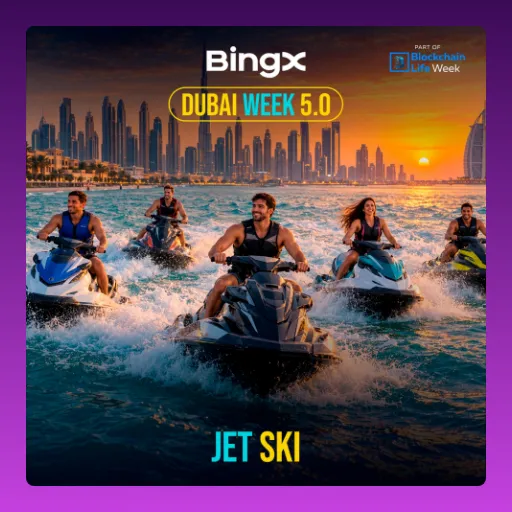 BingX
PART OF
Blockchain
Life Week
DUBAI WEEK 5.0
JET SKI